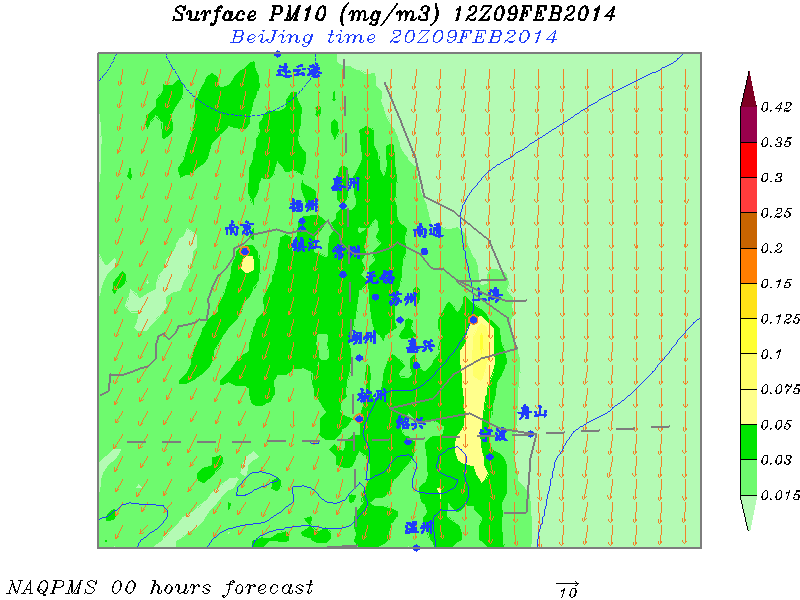 Surface PM10 (mg/m3) 12Z09FEB2014
BeiJing time 20Z09FEB2014
连云港
泰州
扬州
南京
镇江
常州
南通
无锡
苏州
上海
湖州
嘉兴
杭州
绍兴
舟山
宁波
温州
0.42
0.35
0.3
0.25
0.2
0.15
0.125
0.1
0.075
0.05
0.03
0.015
NAQPMS 00 hours forecast
10